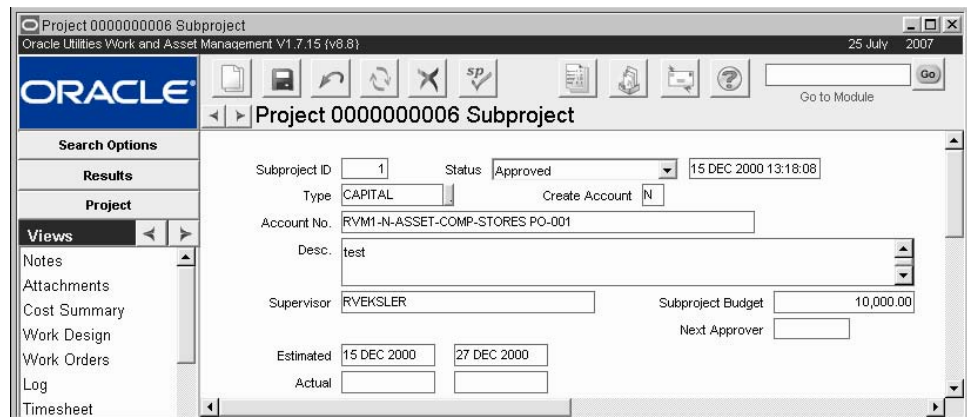 Project 0000000006 Subproject
Oracle Utilities Work and Asset Management V1.7.15 {v8.8}
25 July 2007
ORACLE
sp
Go
Go to Module
Project 0000000006 Subproject
Search Options
Results
Project
Views
Notes
Attachments
Cost Summary
Work Design
Work Orders
Log
Timesheet
Subproject ID 1 Status Approved 15 DEC 2000 13:18:08
Type CAPITAL Create Account N
Account No. RVM1-N-ASSET-COMP-STORES PO-001
Desc. test
Supervisor RVEKSLER Subproject Budget 10,000.00
Next Approver
Estimated 15 DEC 2000 27 DEC 2000
Actual